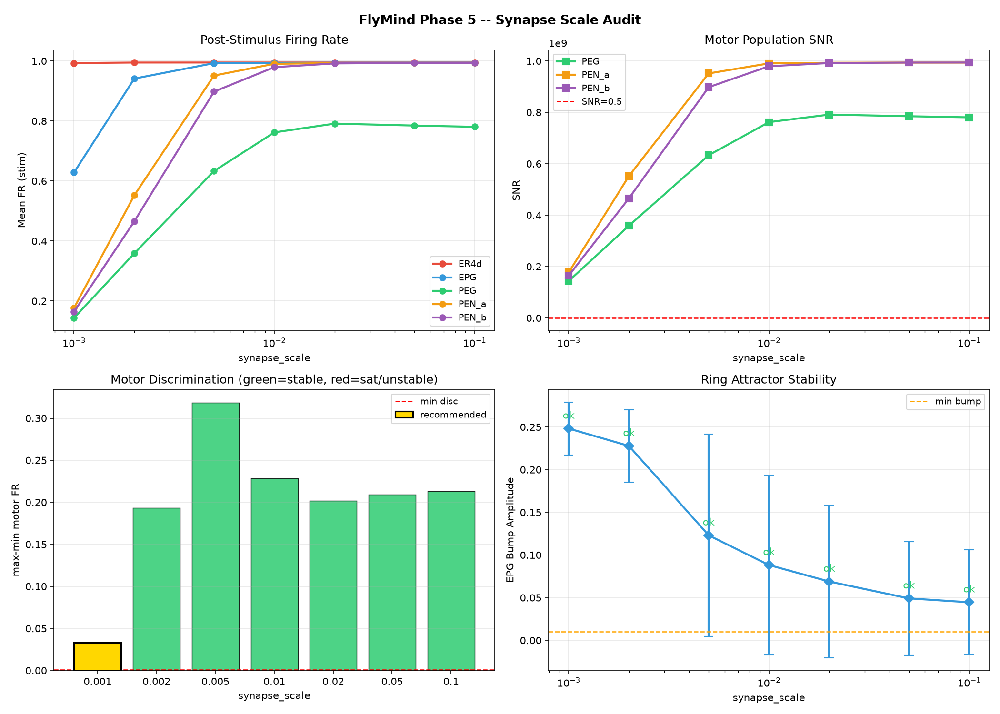 FlyMind Phase 5 -- Synapse Scale Audit
Post-Stimulus Firing Rate
Mean FR (stim)
1.0
0.8
0.6
0.4
0.2
ER4d
EPG
PEG
PEN_a
PEN_b
10⁻³
10⁻²
10⁻¹
synapse_scale
Motor Population SNR
1e9
SNR
1.0
0.8
0.6
0.4
0.2
0.0
PEG
PEN_a
PEN_b
SNR=0.5
10⁻³
10⁻²
10⁻¹
synapse_scale
Motor Discrimination (green=stable, red=sat/unstable)
max-min motor FR
0.30
0.25
0.20
0.15
0.10
0.05
0.00
min disc
recommended
0.001
0.002
0.005
0.01
0.02
0.05
0.1
synapse_scale
Ring Attractor Stability
EPG Bump Amplitude
0.25
0.20
0.15
0.10
0.05
0.00
min bump
ok
ok
ok
ok
ok
ok
ok
10⁻³
10⁻²
10⁻¹
synapse_scale